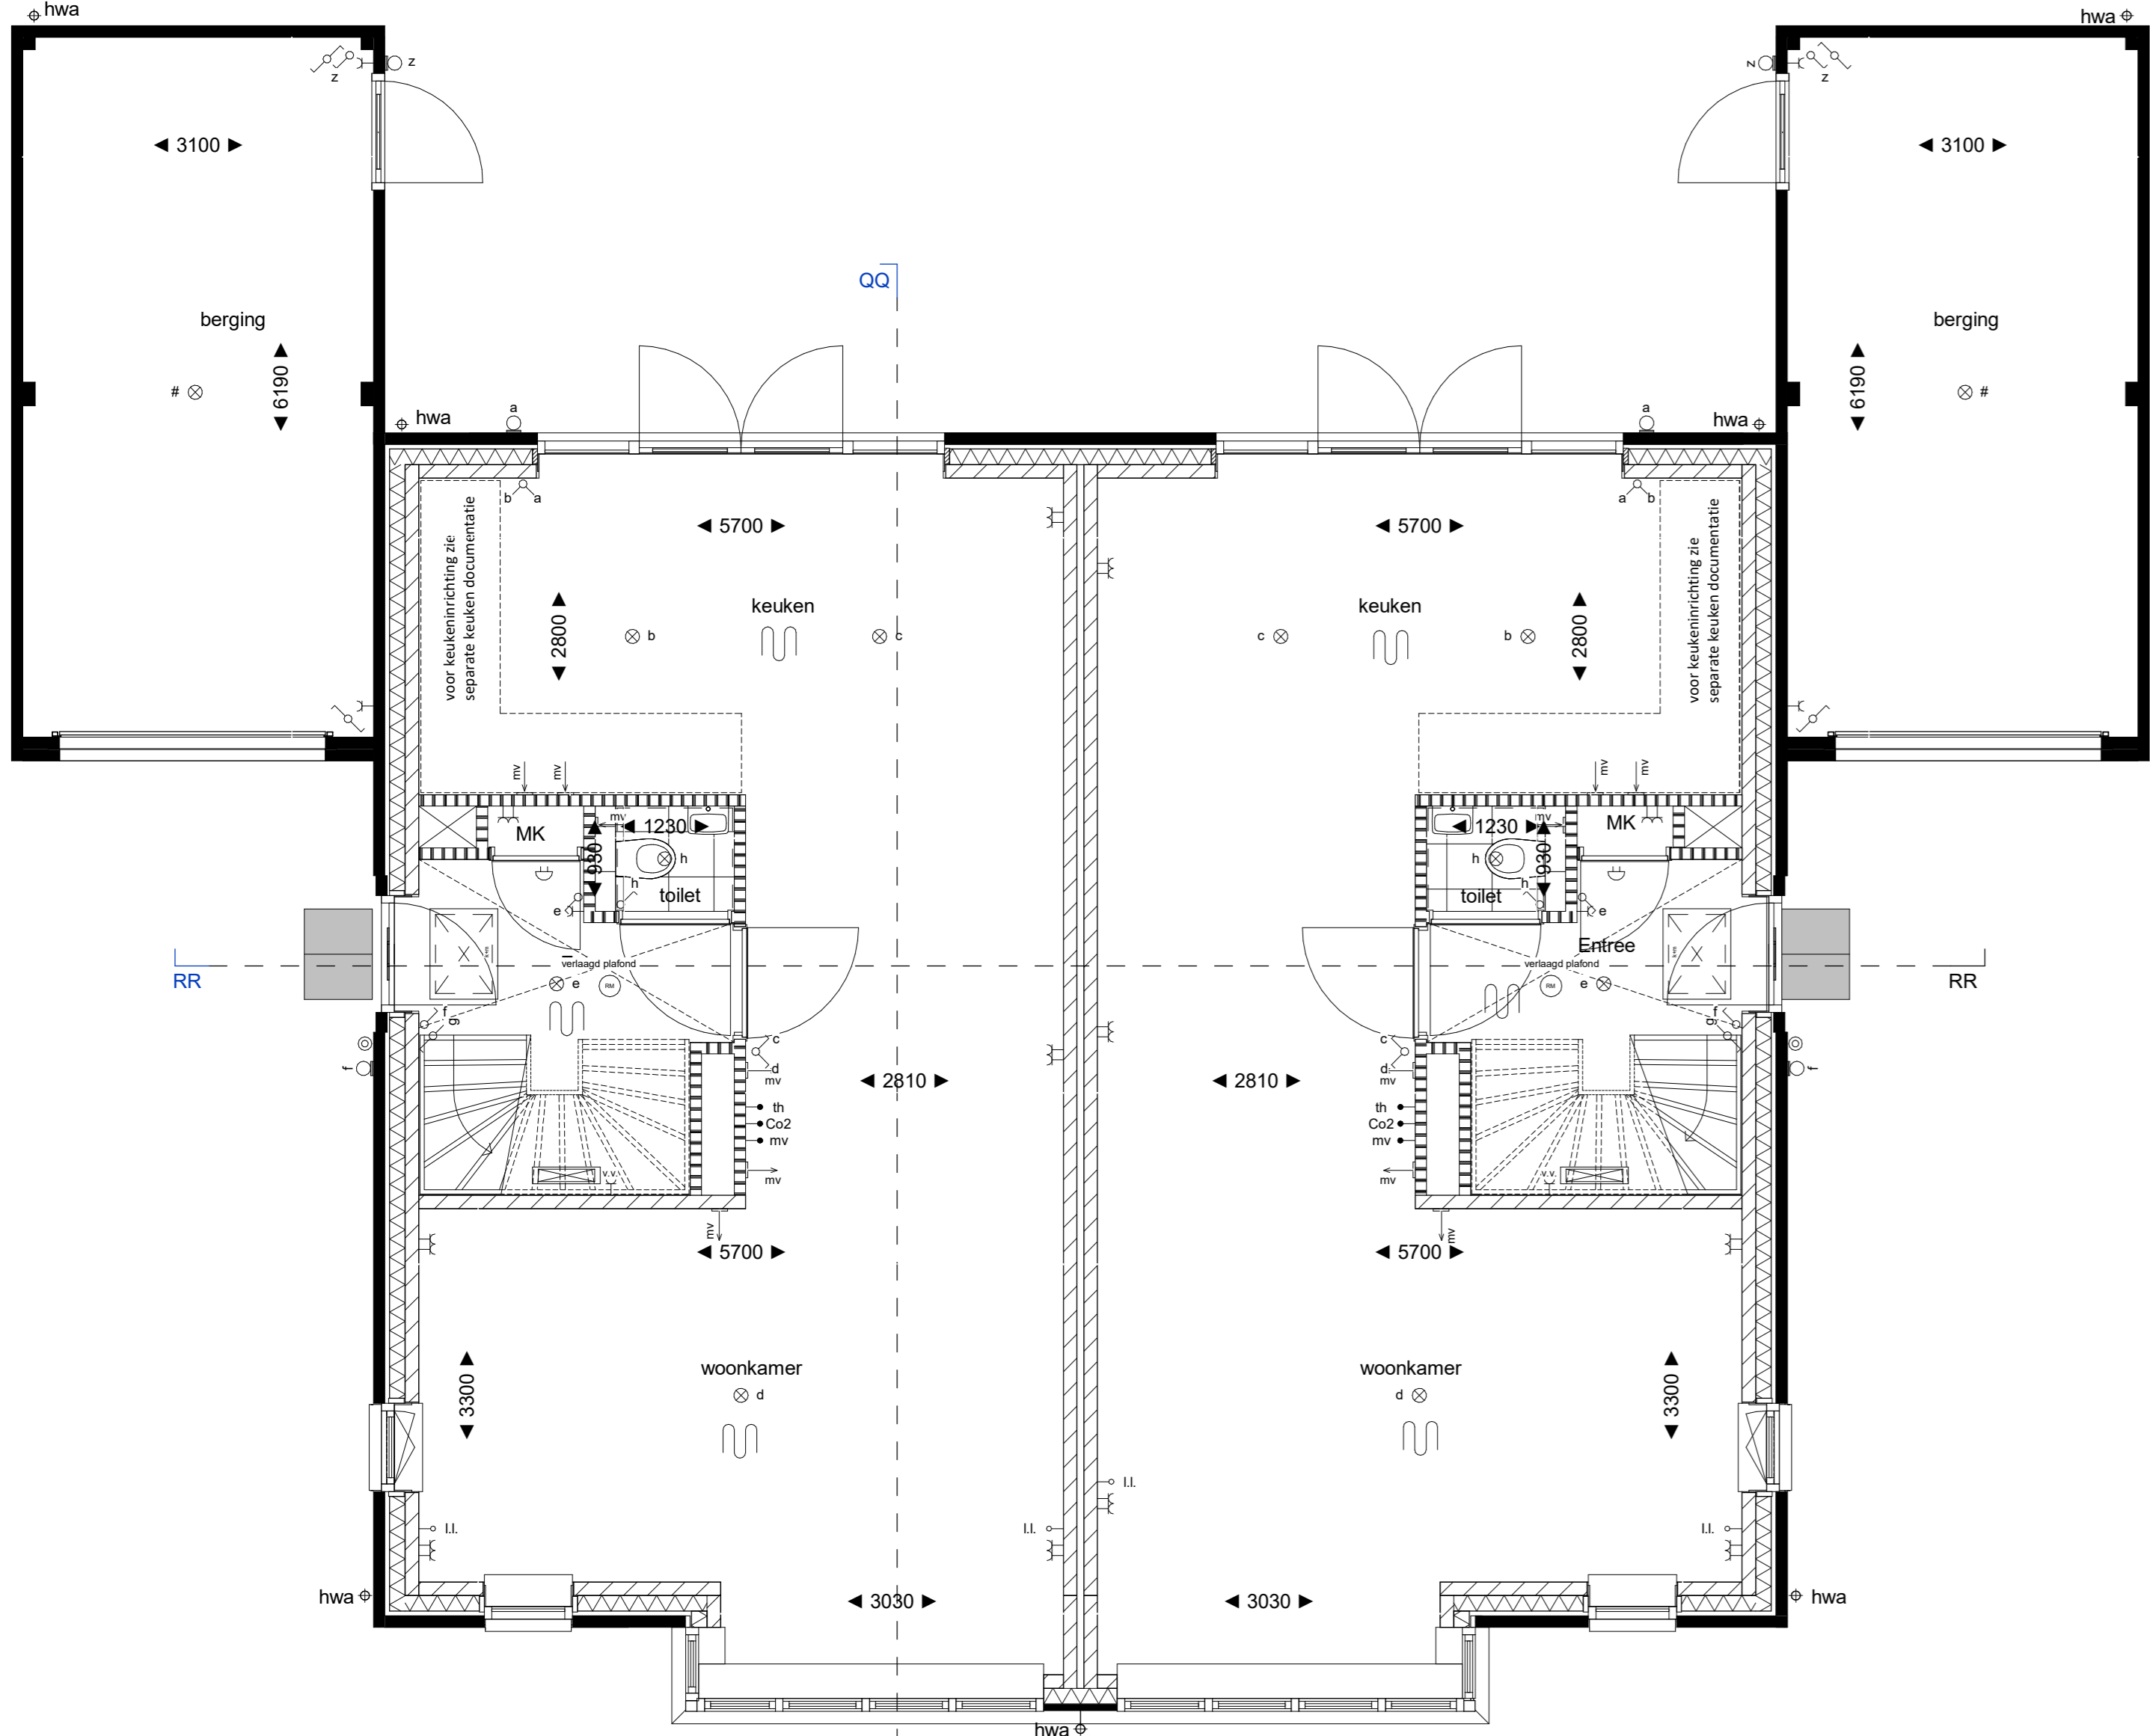 hwa
hwa
z
z
z
z
◄ 3100 ►
◄ 3100 ►
QQ
berging
berging
◄ 6190 ►
◄ 6190 ►
#
#
hwa
a
a
hwa
b a
a b
◄ 5700 ►
◄ 5700 ►
voor keukeninrichting zie
separate keuken documentatie
voor keukeninrichting zie
separate keuken documentatie
keuken
keuken
◄ 2800 ►
◄ 2800 ►
b
c
c
b
mv
mv
mv
mv
MK
mv
◄ 1230 ►
◄ 1230 ►
mv
MK
◄ 930 ►
h
h
◄ 930 ►
h
toilet
toilet
h
e
e
Entree
verlaagd plafond
verlaagd plafond
RR
e
RM
RM
e
RR
f
g
f
g
f
f
c
d
mv
c
d
mv
◄ 2810 ►
◄ 2810 ►
th
Co2
mv
th
Co2
mv
mv
mv
v.v.
v.v.
mv
mv
◄ 5700 ►
◄ 5700 ►
woonkamer
woonkamer
◄ 3300 ►
◄ 3300 ►
d
d
l.l.
l.l.
l.l.
l.l.
hwa
◄ 3030 ►
◄ 3030 ►
hwa
hwa